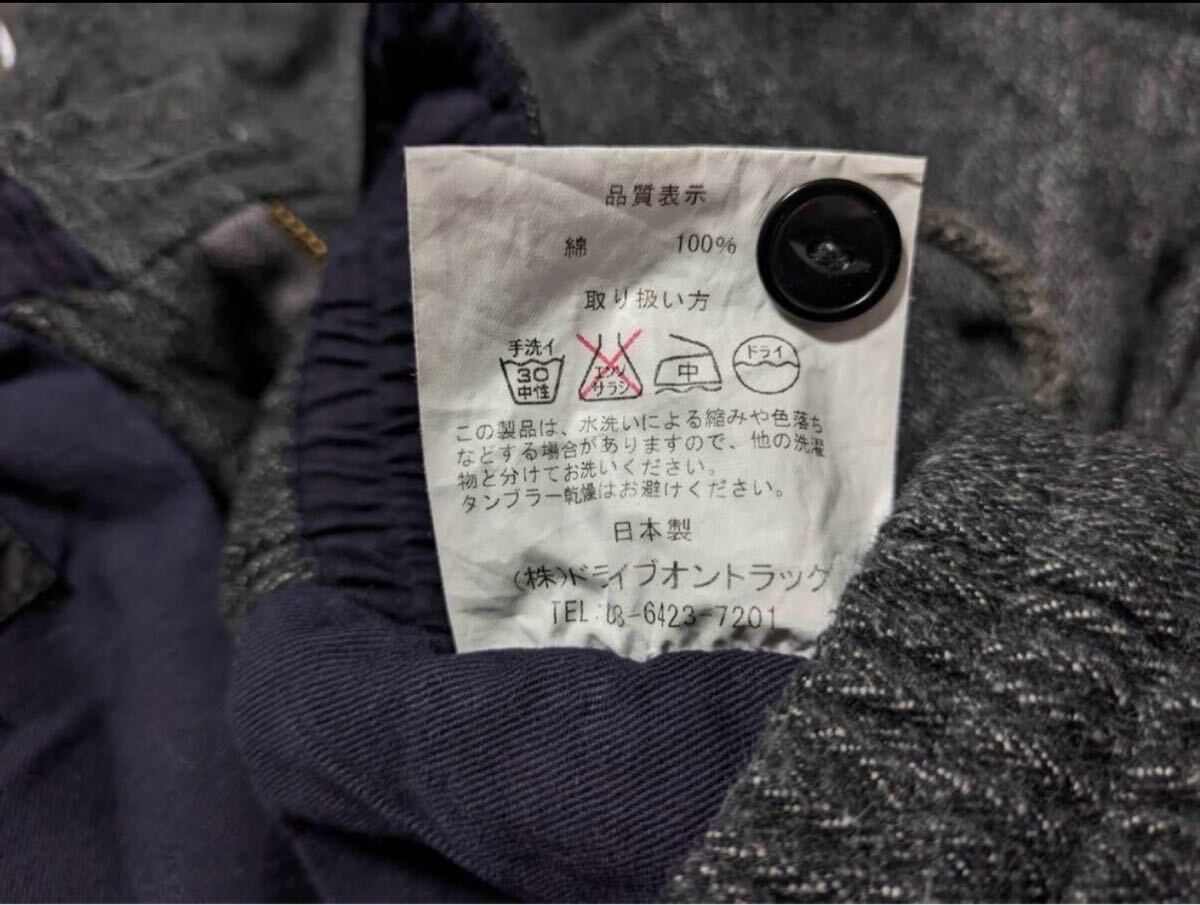 品質表示
綿 100%
取り扱い方
手洗イ
30
中性
エンソ
サラシ
中
ドライ
この製品は、水洗いによる縮みや色落ち
などする場合がありますので、他の洗濯
物と分けてお洗いください。
タンブラー乾燥はお避けください。
日本製
(株)ドライブオントラック
TEL:03-6423-7201